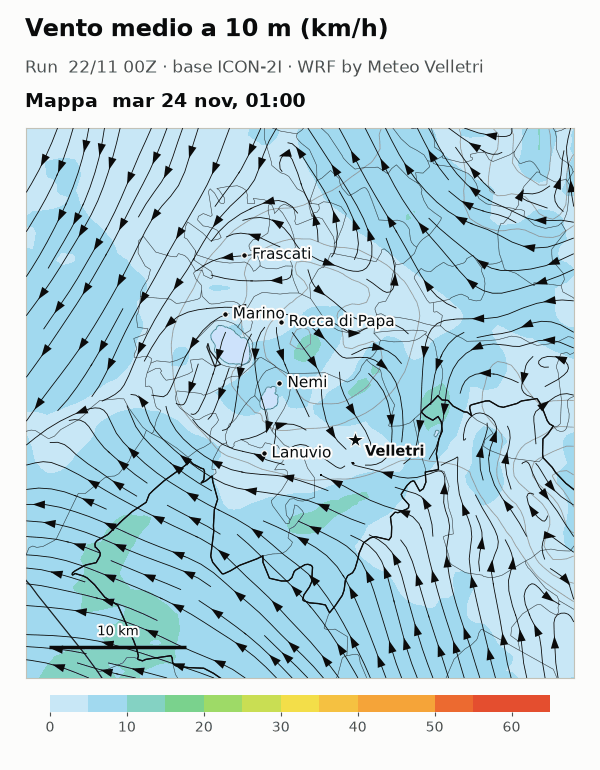 Vento medio a 10 m (km/h)
Run 22/11 00Z · base ICON-2I · WRF by Meteo Velletri
Mappa mar 24 nov, 01:00
Frascati
Marino
Rocca di Papa
Nemi
Lanuvio
Velletri
10 km
0 10 20 30 40 50 60